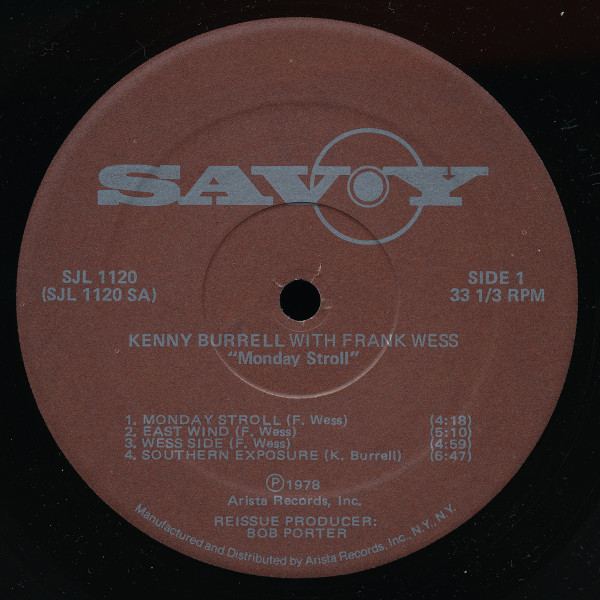 SAVOY
SJL 1120
(SJL 1120 SA)
SIDE 1
33 1/3 RPM
KENNY BURRELL WITH FRANK WESS
"Monday Stroll"
1. MONDAY STROLL (F. Wess) (4:18)
2. EAST WIND (F. Wess) (5:10)
3. WESS SIDE (F. Wess) (4:59)
4. SOUTHERN EXPOSURE (K. Burrell) (6:47)
Ⓟ1978
Arista Records, Inc.
REISSUE PRODUCER:
BOB PORTER
Manufactured and Distributed by Arista Records, Inc., N.Y., N.Y.